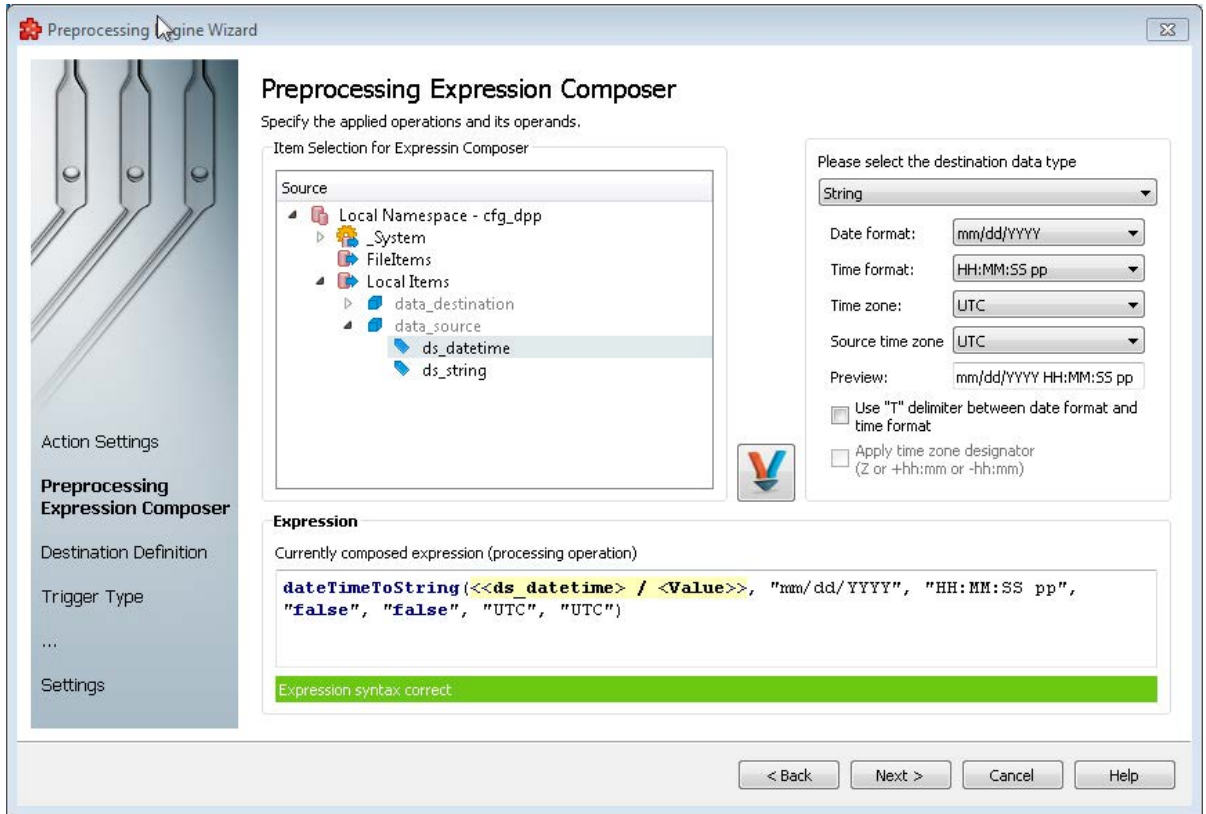 Preprocessing Engine Wizard
Preprocessing Expression Composer
Specify the applied operations and its operands.
Item Selection for Expressin Composer
Source
Local Namespace - cfg_dpp
_System
FileItems
Local Items
data_destination
data_source
ds_datetime
ds_string
Please select the destination data type
String
Date format: mm/dd/YYYY
Time format: HH:MM:SS pp
Time zone: UTC
Source time zone UTC
Preview: mm/dd/YYYY HH:MM:SS pp
Use "T" delimiter between date format and
time format
Apply time zone designator
(Z or +hh:mm or -hh:mm)
Action Settings
Preprocessing
Expression Composer
Destination Definition
Trigger Type
...
Settings
Expression
Currently composed expression (processing operation)
dateTimeToString(<<ds_datetime> / <Value>>, "mm/dd/YYYY", "HH:MM:SS pp",
"false", "false", "UTC", "UTC")
Expression syntax correct
< Back Next > Cancel Help